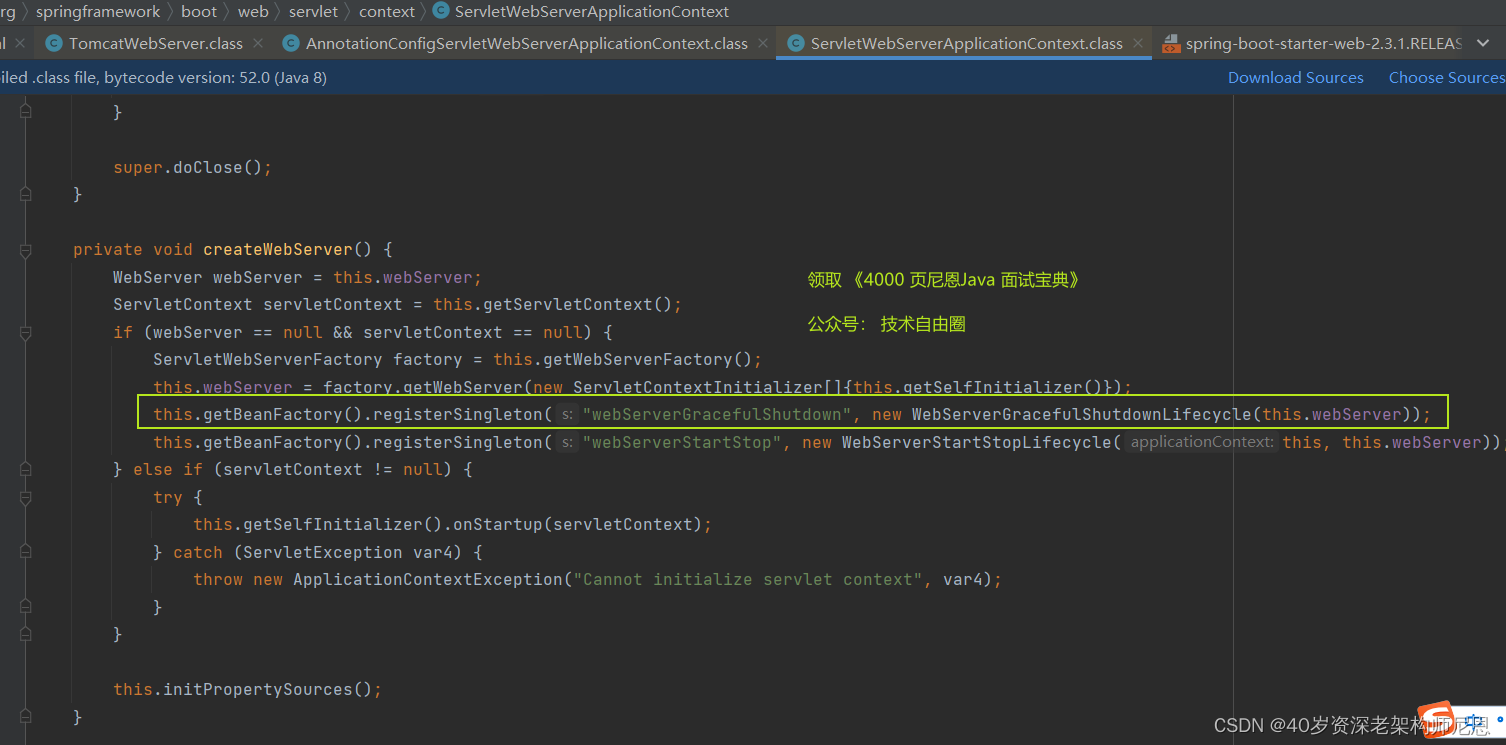 rg springframework boot web servlet context ServletWebServerApplicationContext
l TomcatWebServer.class AnnotationConfigServletWebServerApplicationContext.class ServletWebServerApplicationContext.class spring-boot-starter-web-2.3.1.RELEAS
iled .class file, bytecode version: 52.0 (Java 8) Download Sources Choose Sources
}
super.doClose();
}
private void createWebServer() {
WebServer webServer = this.webServer;
领取 《4000 页尼恩Java 面试宝典》
ServletContext servletContext = this.getServletContext();
公众号： 技术自由圈
if (webServer == null && servletContext == null) {
ServletWebServerFactory factory = this.getWebServerFactory();
this.webServer = factory.getWebServer(new ServletContextInitializer[]{this.getSelfInitializer()});
this.getBeanFactory().registerSingleton( s: "webServerGracefulShutdown", new WebServerGracefulShutdownLifecycle(this.webServer));
this.getBeanFactory().registerSingleton( s: "webServerStartStop", new WebServerStartStopLifecycle( applicationContext: this, this.webServer))
} else if (servletContext != null) {
try {
this.getSelfInitializer().onStartup(servletContext);
} catch (ServletException var4) {
throw new ApplicationContextException("Cannot initialize servlet context", var4);
}
}
this.initPropertySources();
}
CSDN @40岁资深老架构师尼恩
中